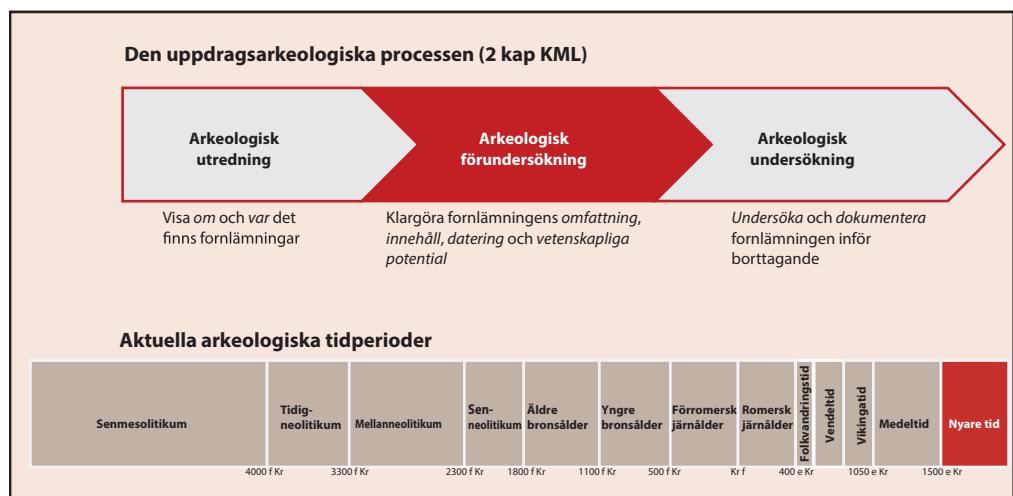 Den uppdragsarkeologiska processen (2 kap KML)
Arkeologisk
utredning
Arkeologisk
förundersökning
Arkeologisk
undersökning
Visa om och var det
finns fornlämningar
Klargöra fornlämningens omfattning,
innehåll, datering och vetenskapliga
potential
Undersöka och dokumentera
fornlämningen inför
borttagande
Aktuella arkeologiska tidperioder
Senmesolitikum
Tidig-
neolitikum
Mellanneolitikum
Sen-
neolitikum
Äldre
bronsålder
Yngre
bronsålder
Förromersk
järnålder
Romersk
järnålder
Folkvandringstid
Vendeltid
Vikingatid
Medeltid
Nyare tid
4000 f Kr
3300 f Kr
2300 f Kr
1800 f Kr
1100 f Kr
500 f Kr
Kr f
400 e Kr
1050 e Kr
1500 e Kr